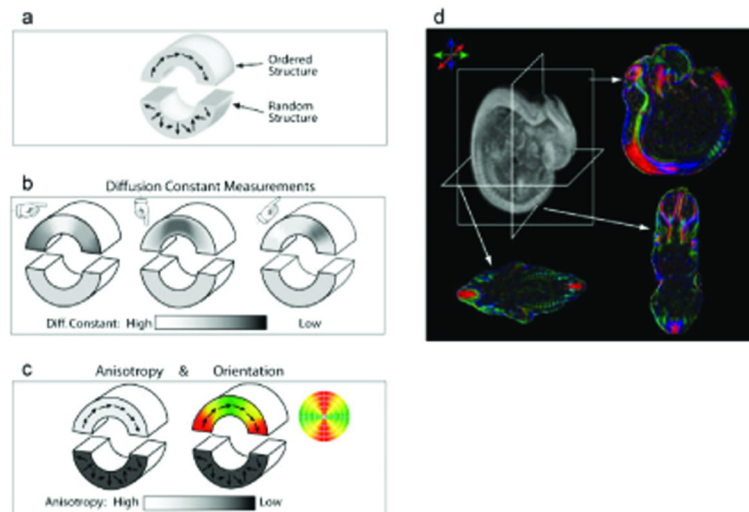 a
Ordered
Structure
Random
Structure
b
Diffusion Constant Measurements
Diff. Constant: High
Low
c
Anisotropy & Orientation
Anisotropy: High
Low
d